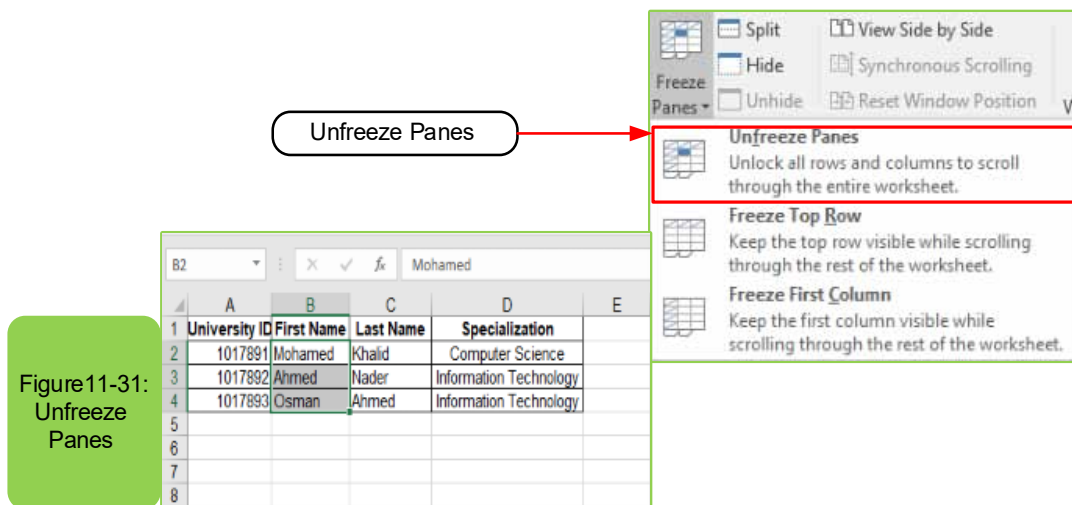 Split View Side by Side
Hide Synchronous Scrolling
Freeze
Panes Unhide Reset Window Position
Unfreeze Panes
Unfreeze Panes
Unlock all rows and columns to scroll
through the entire worksheet.
Freeze Top Row
Keep the top row visible while scrolling
through the rest of the worksheet.
Freeze First Column
Keep the first column visible while
scrolling through the rest of the worksheet.
B2 fx Mohamed
A B C D E
1 University ID First Name Last Name Specialization
2 1017891 Mohamed Khalid Computer Science
3 1017892 Ahmed Nader Information Technology
4 1017893 Osman Ahmed Information Technology
5
6
7
8
Figure11-31:
Unfreeze
Panes